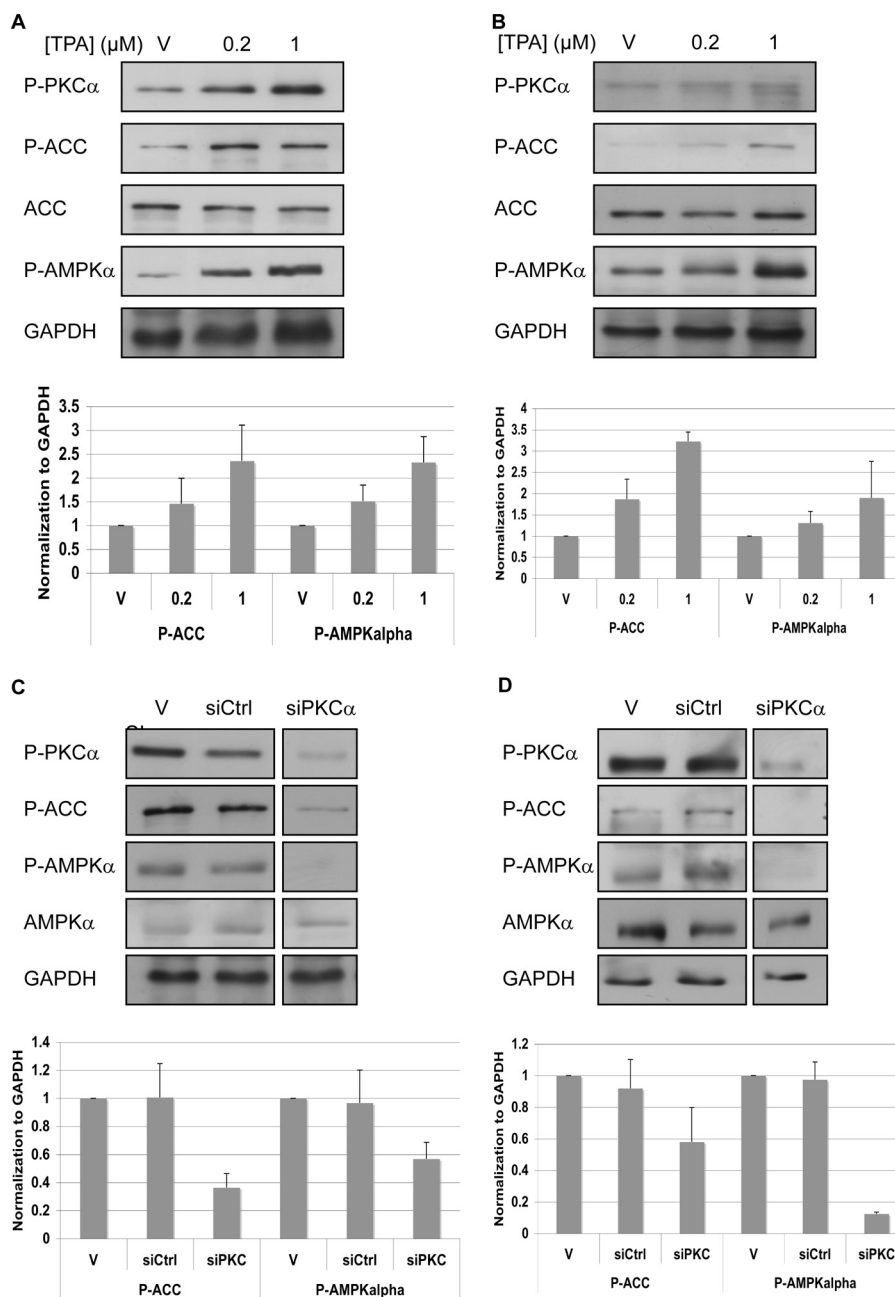 A
[TPA] (µM) V 0.2 1
P-PKCα
P-ACC
ACC
P-AMPKα
GAPDH
Normalization to GAPDH
3.5
3
2.5
2
1.5
1
0.5
0
V 0.2 1 V 0.2 1
P-ACC P-AMPKalpha
B
[TPA] (µM) V 0.2 1
P-PKCα
P-ACC
ACC
P-AMPKα
GAPDH
Normalization to GAPDH
4
3.5
3
2.5
2
1.5
1
0.5
0
V 0.2 1 V 0.2 1
P-ACC P-AMPKalpha
C
V siCtrl siPKCα
P-PKCα
P-ACC
P-AMPKα
AMPKα
GAPDH
Normalization to GAPDH
1.4
1.2
1
0.8
0.6
0.4
0.2
0
V siCtrl siPKC V siCtrl siPKC
P-ACC P-AMPKalpha
D
V siCtrl siPKCα
P-PKCα
P-ACC
P-AMPKα
AMPKα
GAPDH
Normalization to GAPDH
1.2
1
0.8
0.6
0.4
0.2
0
V siCtrl siPKC V siCtrl siPKC
P-ACC P-AMPKalpha